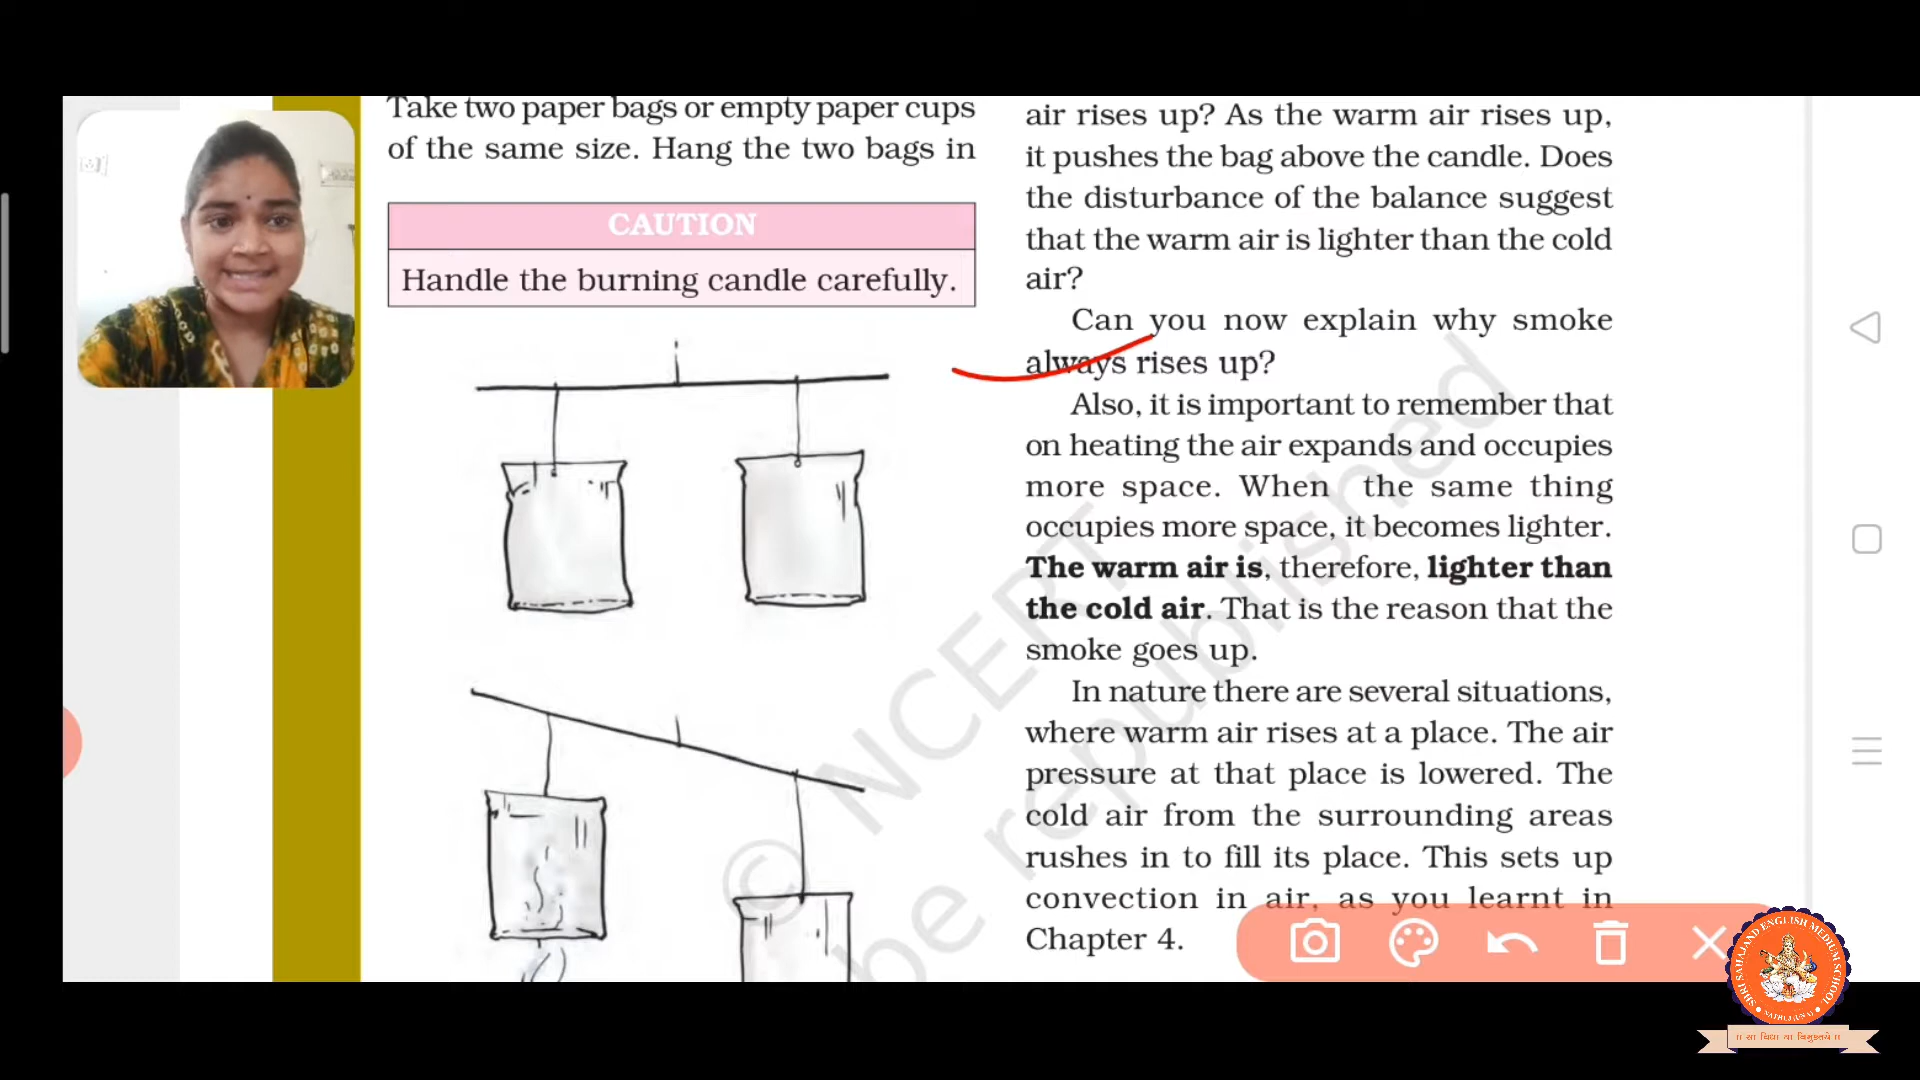 Take two paper bags or empty paper cups
of the same size. Hang the two bags in
CAUTION
Handle the burning candle carefully.
air rises up? As the warm air rises up,
it pushes the bag above the candle. Does
the disturbance of the balance suggest
that the warm air is lighter than the cold
air?
Can you now explain why smoke
always rises up?
Also, it is important to remember that
on heating the air expands and occupies
more space. When the same thing
occupies more space, it becomes lighter.
The warm air is, therefore, lighter than
the cold air. That is the reason that the
smoke goes up.
In nature there are several situations,
where warm air rises at a place. The air
pressure at that place is lowered. The
cold air from the surrounding areas
rushes in to fill its place. This sets up
convection in air, as you learnt in
Chapter 4.
© NCERT
be republished
SHRI SAHAJANAND ENGLISH MEDIUM SCHOOL
।। सा विद्या या विमुक्तये ।।